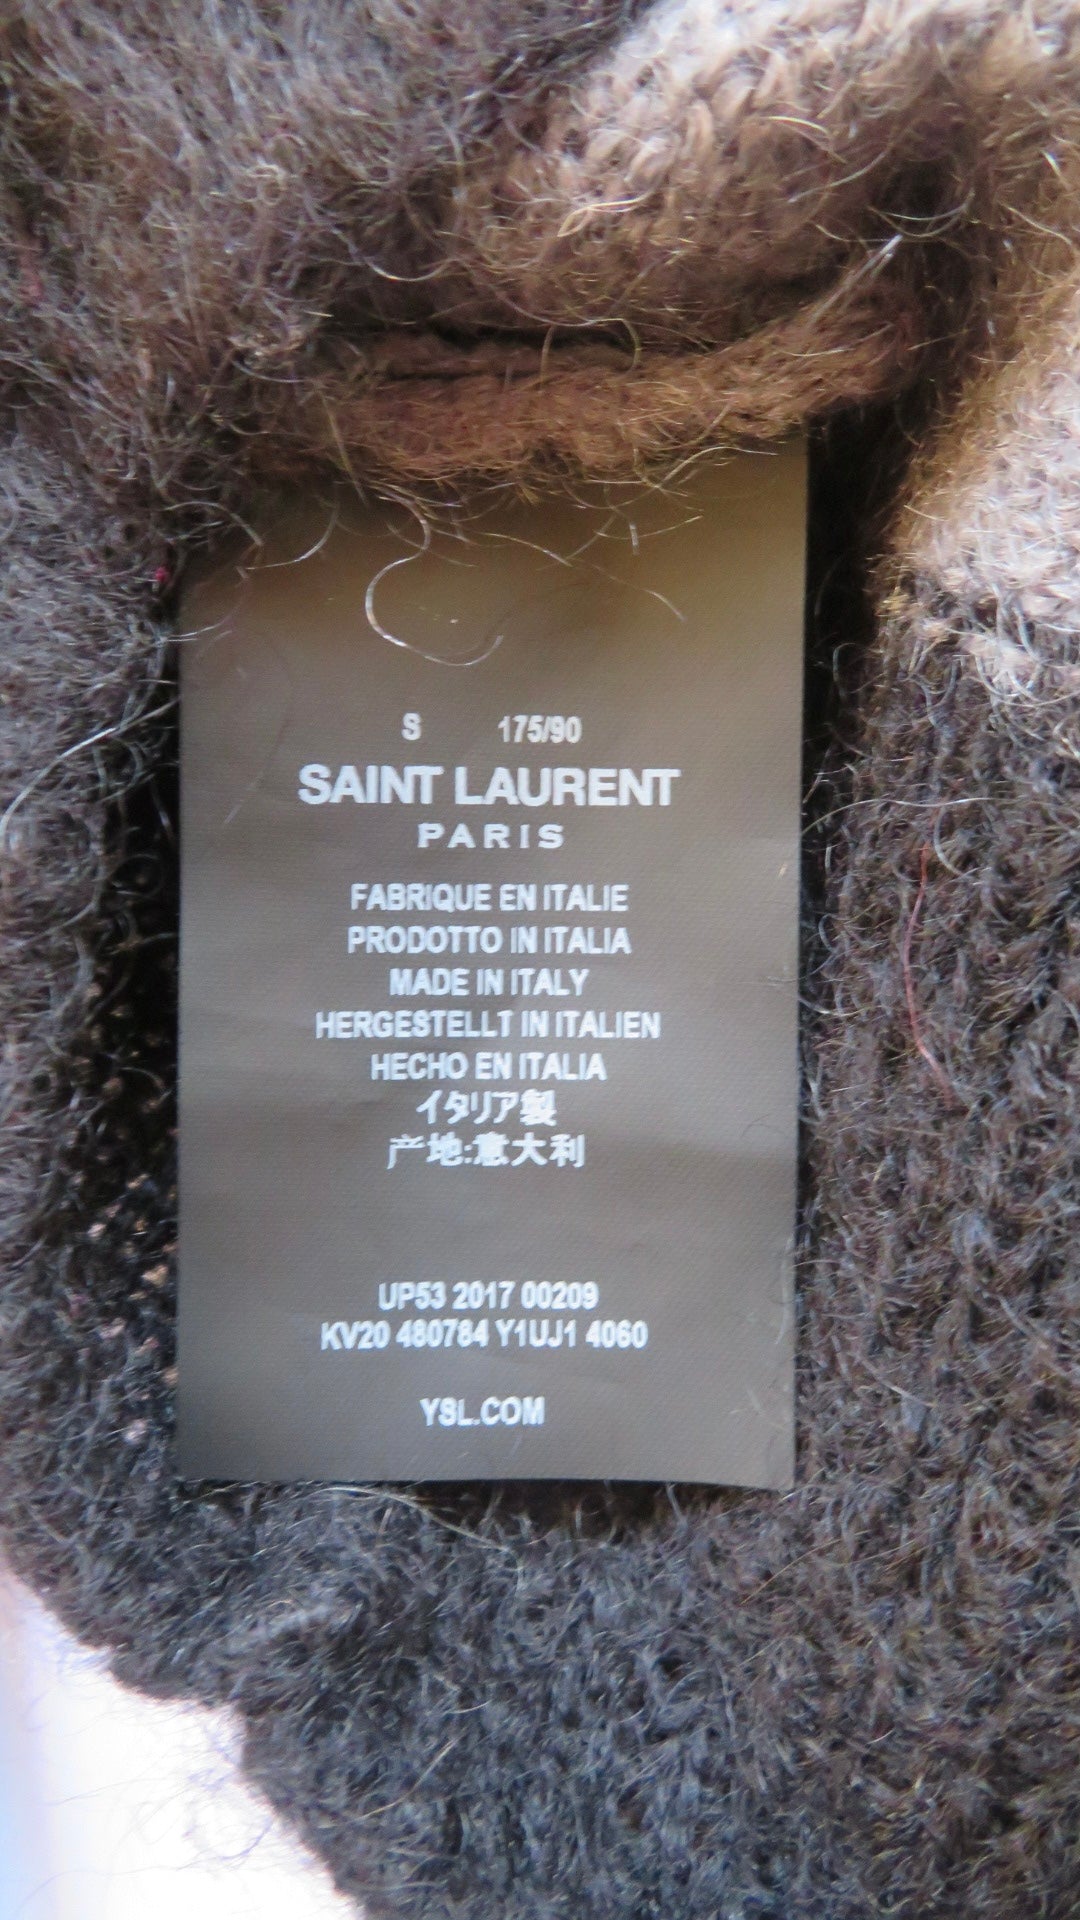 S 175/90
SAINT LAURENT
PARIS
FABRIQUE EN ITALIE
PRODOTTO IN ITALIA
MADE IN ITALY
HERGESTELLT IN ITALIEN
HECHO EN ITALIA
イタリア製
产地:意大利
UP53 2017 00209
KV20 480784 Y1UJ1 4060
YSL.COM